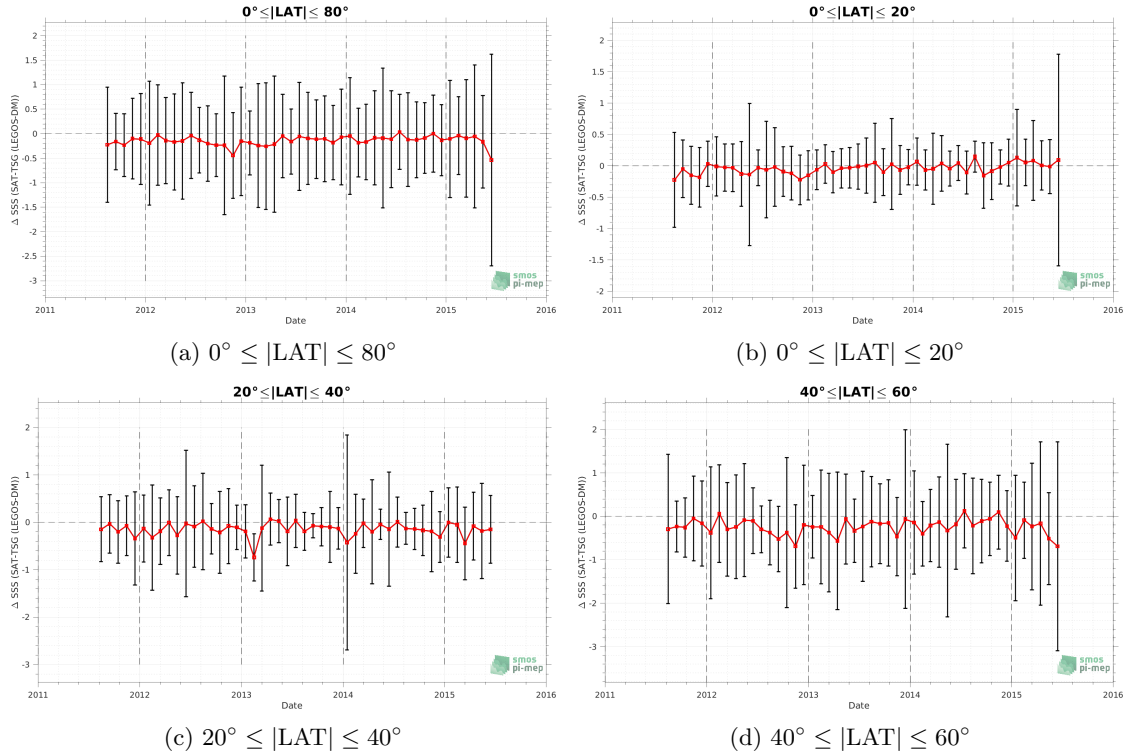 0°≤|LAT|≤ 80°
Δ SSS (SAT-TSG (LEGOS-DM))
2
1.5
1
0.5
0
-0.5
-1
-1.5
-2
-2.5
-3
2011
2012
2013
2014
2015
2016
Date
smos
pi-mep
(a) 0° ≤ |LAT| ≤ 80°
0°≤|LAT|≤ 20°
Δ SSS (SAT-TSG (LEGOS-DM))
2
1.5
1
0.5
0
-0.5
-1
-1.5
-2
2011
2012
2013
2014
2015
2016
Date
smos
pi-mep
(b) 0° ≤ |LAT| ≤ 20°
20°≤|LAT|≤ 40°
Δ SSS (SAT-TSG (LEGOS-DM))
2
1
0
-1
-2
-3
2011
2012
2013
2014
2015
2016
Date
smos
pi-mep
(c) 20° ≤ |LAT| ≤ 40°
40°≤|LAT|≤ 60°
Δ SSS (SAT-TSG (LEGOS-DM))
2
1
0
-1
-2
-3
2011
2012
2013
2014
2015
2016
Date
smos
pi-mep
(d) 40° ≤ |LAT| ≤ 60°